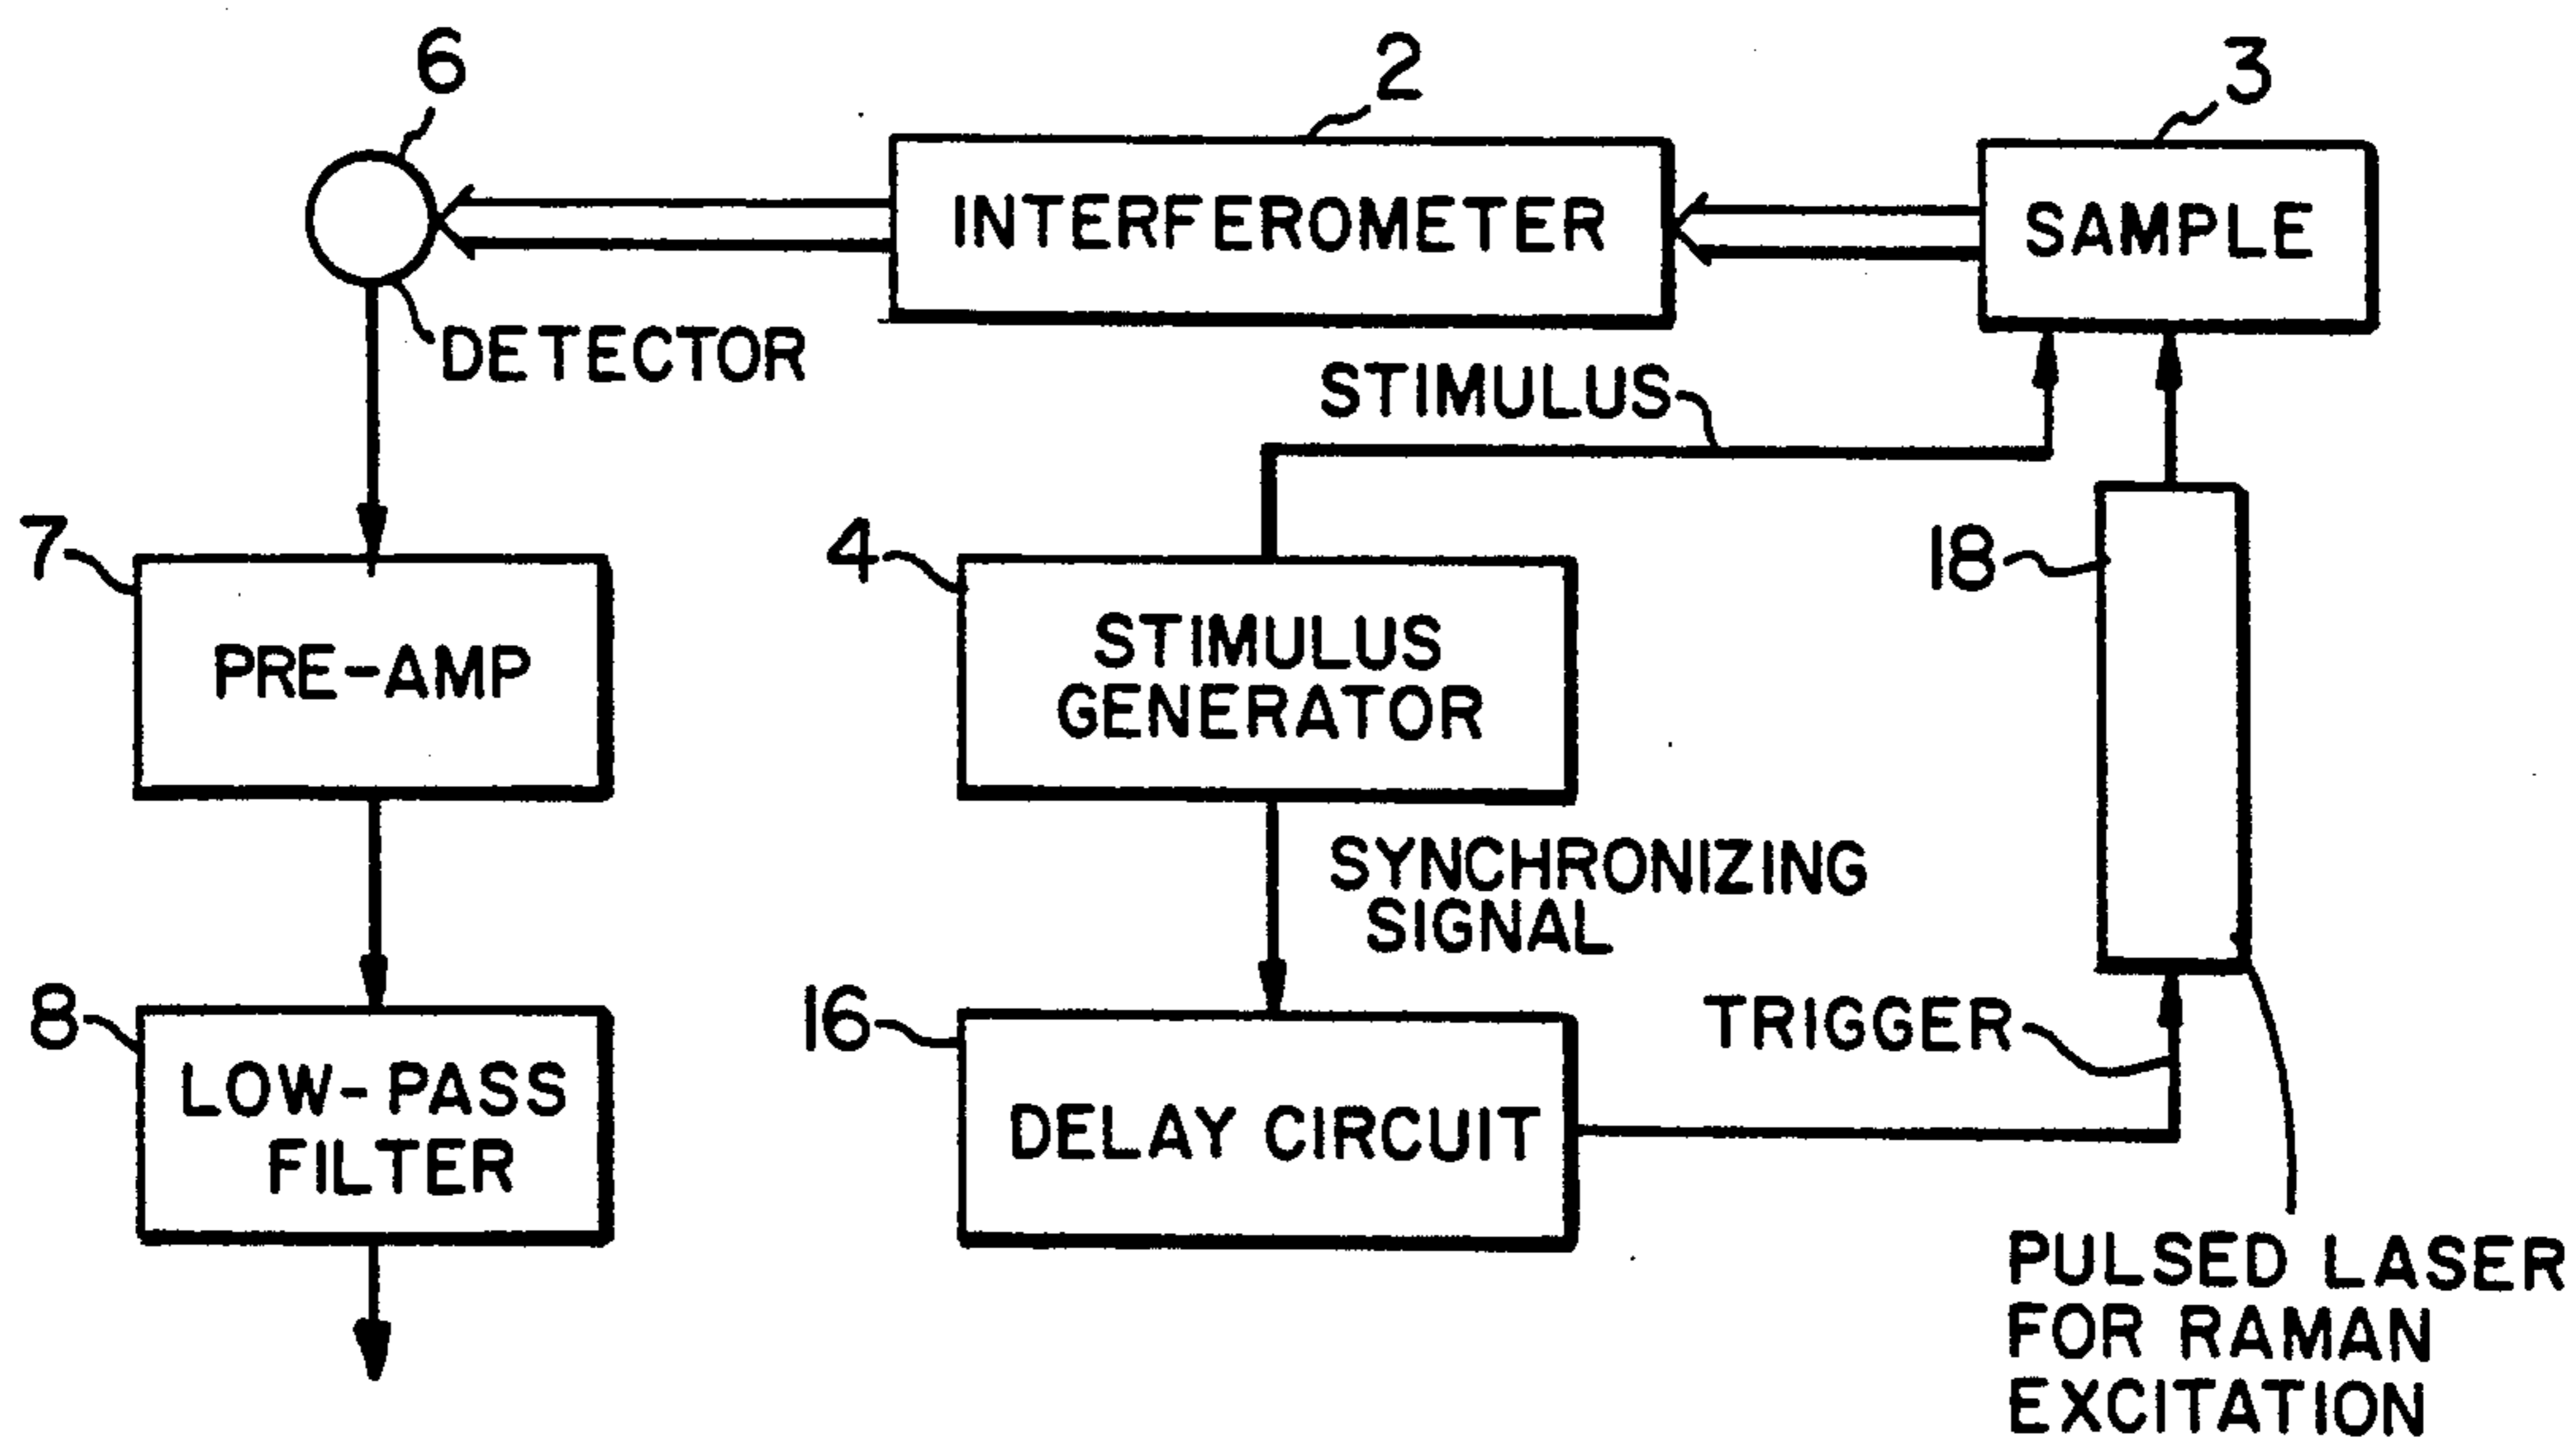 6
2
3
INTERFEROMETER
SAMPLE
DETECTOR
STIMULUS
7
4
18
PRE-AMP
STIMULUS
GENERATOR
SYNCHRONIZING
SIGNAL
8
16
TRIGGER
LOW-PASS
FILTER
DELAY CIRCUIT
PULSED LASER
FOR RAMAN
EXCITATION